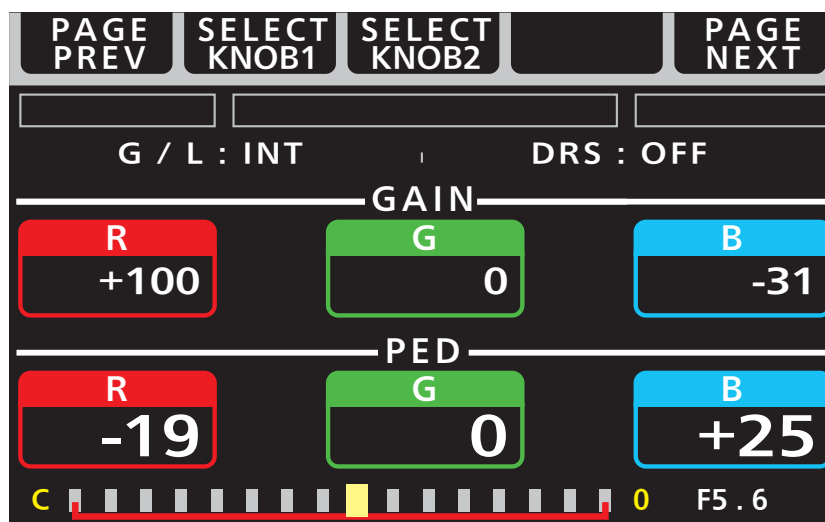 PAGE PREV SELECT KNOB1 SELECT KNOB2 PAGE NEXT
G / L : INT DRS : OFF
GAIN
R G B
+100 0 -31
PED
R G B
-19 0 +25
C 0 F5.6